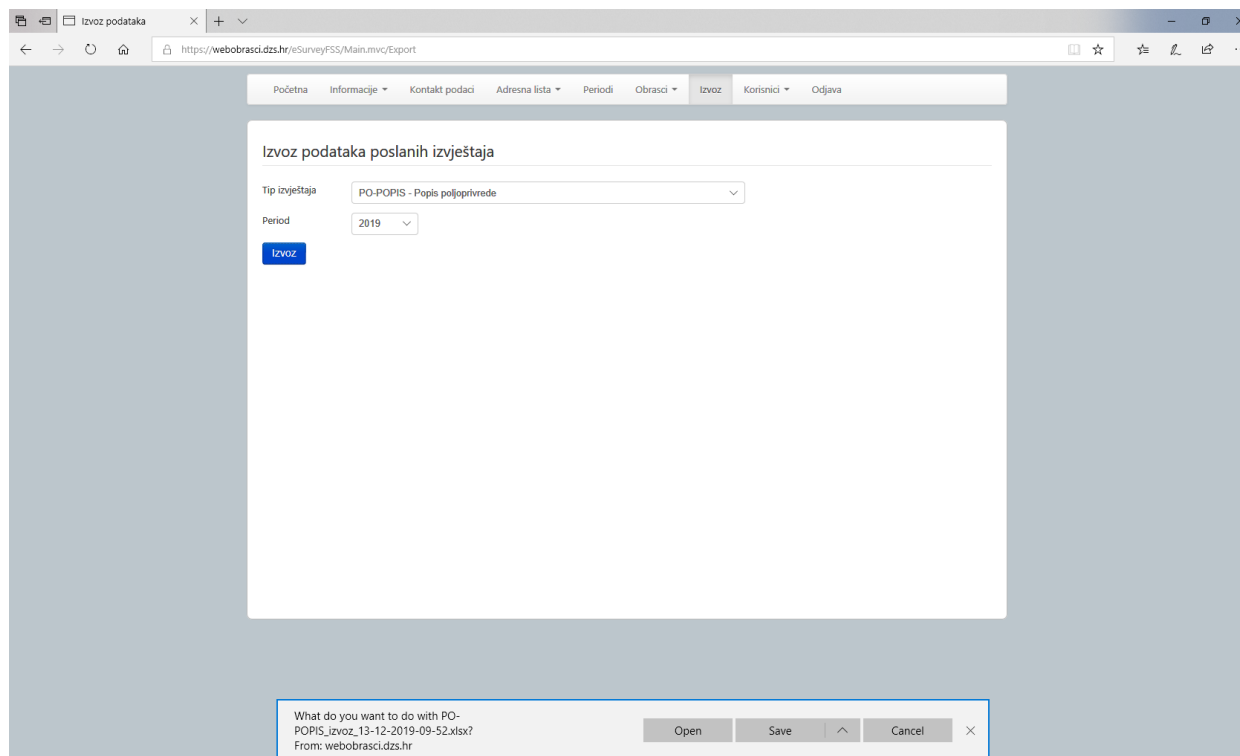 Izvoz podataka
https://webobrasci.dzs.hr/eSurveyFSS/Main.mvc/Export
Početna Informacije Kontakt podaci Adresna lista Periodi Obrasci Izvoz Korisnici Odjava
Izvoz podataka poslanih izvještaja
Tip izvještaja PO-POPIS - Popis poljoprivrede
Period 2019
Izvoz
What do you want to do with PO-
POPIS_izvoz_13-12-2019-09-52.xlsx?
From: webobrasci.dzs.hr
Open Save Cancel